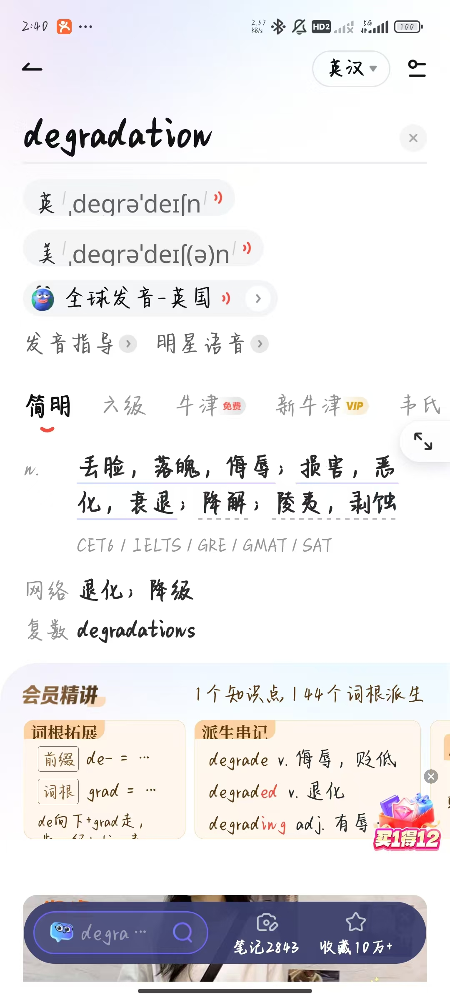 2:40 ... 2.67 KB/s HD2 5G 100
英汉
degradation
英 /ˌdeɡrəˈdeɪʃn/
美 /ˌdeɡrəˈdeɪʃ(ə)n/
全球发音-英国
发音指导 明星语音
简明 六级 牛津 免费 新牛津 VIP 韦氏
n. 丢脸，落魄，侮辱；损害，恶
化，衰退；降解；陵夷，剥蚀
CET6 / IELTS / GRE / GMAT / SAT
网络 退化；降级
复数 degradations
会员精讲 1个知识点 | 44个词根派生
词根拓展
前缀 de- = ...
词根 grad = ...
de向下+grad走，
派生串记
degrade v. 侮辱，贬低
degraded v. 退化
degrading adj. 有辱
买1得12
degra ...
笔记2843 收藏10万+